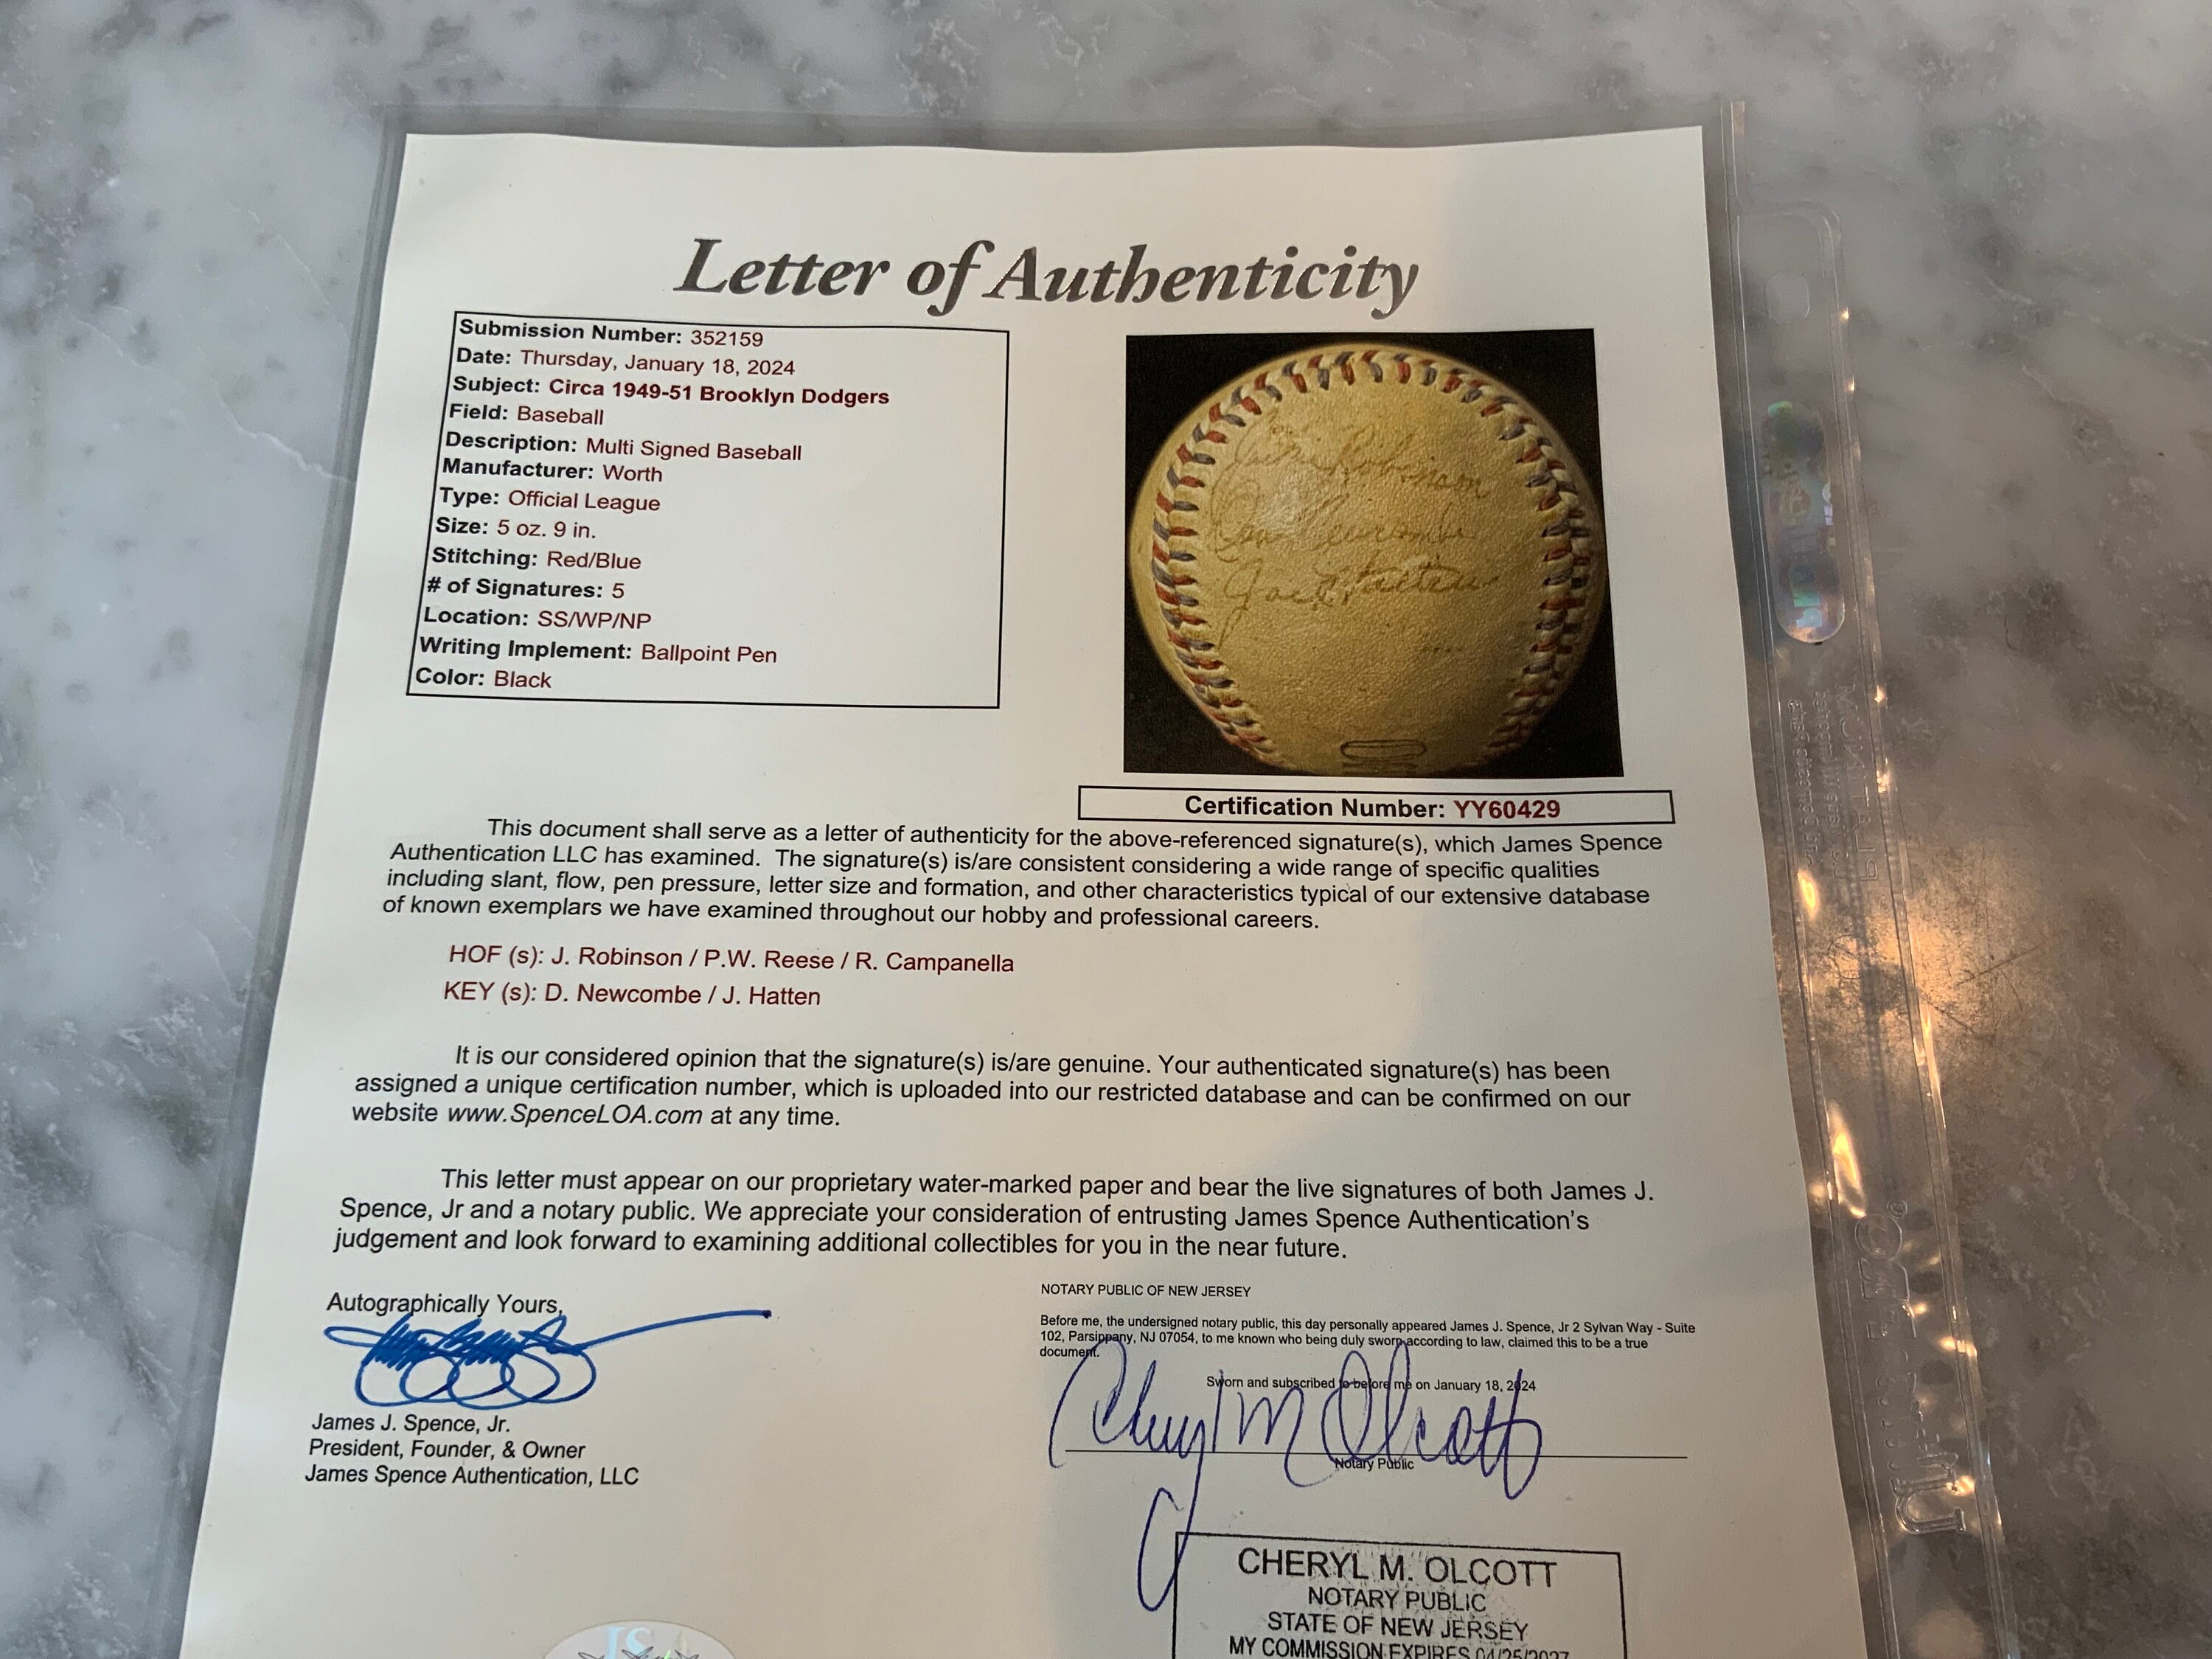 Letter of Authenticity
Submission Number: 352159
Date: Thursday, January 18, 2024
Subject: Circa 1949-51 Brooklyn Dodgers
Field: Baseball
Description: Multi Signed Baseball
Manufacturer: Worth
Type: Official League
Size: 5 oz. 9 in.
Stitching: Red/Blue
# of Signatures: 5
Location: SS/WP/NP
Writing Implement: Ballpoint Pen
Color: Black
Robinson
Don Newcombe
Joe Hatten
Certification Number: YY60429
This document shall serve as a letter of authenticity for the above-referenced signature(s), which James Spence
Authentication LLC has examined. The signature(s) is/are consistent considering a wide range of specific qualities
including slant, flow, pen pressure, letter size and formation, and other characteristics typical of our extensive database
of known exemplars we have examined throughout our hobby and professional careers.
HOF (s): J. Robinson / P.W. Reese / R. Campanella
KEY (s): D. Newcombe / J. Hatten
It is our considered opinion that the signature(s) is/are genuine. Your authenticated signature(s) has been
assigned a unique certification number, which is uploaded into our restricted database and can be confirmed on our
website www.SpenceLOA.com at any time.
This letter must appear on our proprietary water-marked paper and bear the live signatures of both James J.
Spence, Jr and a notary public. We appreciate your consideration of entrusting James Spence Authentication's
judgement and look forward to examining additional collectibles for you in the near future.
Autographically Yours,
James J. Spence, Jr.
President, Founder, & Owner
James Spence Authentication, LLC
NOTARY PUBLIC OF NEW JERSEY
Before me, the undersigned notary public, this day personally appeared James J. Spence, Jr 2 Sylvan Way - Suite
102, Parsippany, NJ 07054, to me known who being duly sworn according to law, claimed this to be a true
document.
Sworn and subscribed to before me on January 18, 2024
Cheryl M Olcott
Notary Public
CHERYL M. OLCOTT
NOTARY PUBLIC
STATE OF NEW JERSEY
MY COMMISSION EXPIRES 04/25/2027
JSA